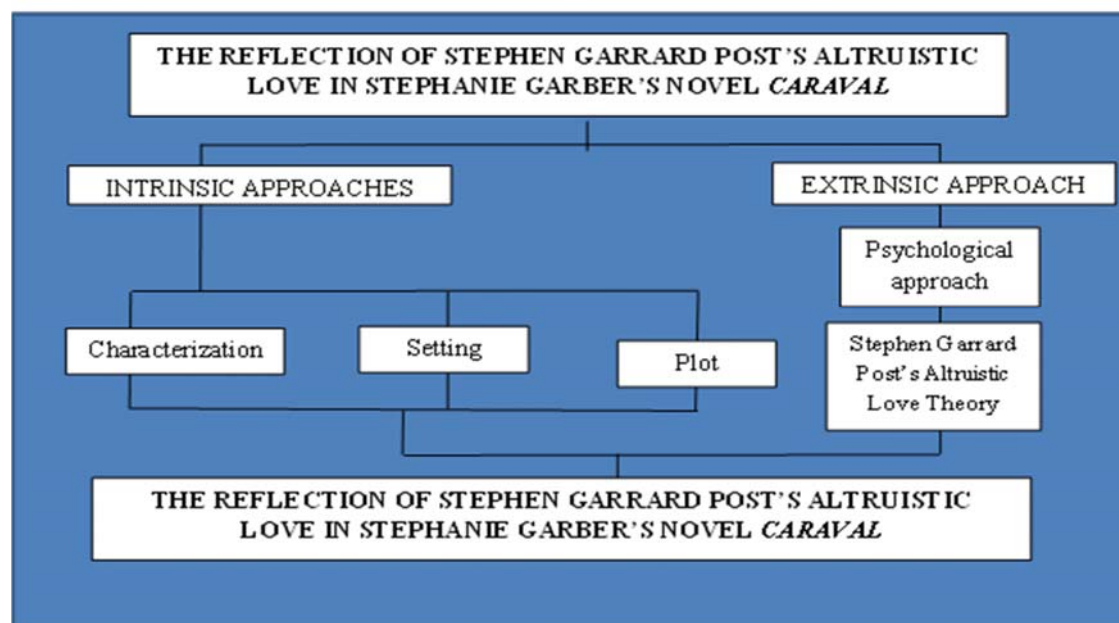 THE REFLECTION OF STEPHEN GARRARD POST'S ALTRUISTIC
LOVE IN STEPHANIE GARBER'S NOVEL CARAVAL
INTRINSIC APPROACHES
EXTRINSIC APPROACH
Psychological
approach
Characterization
Setting
Plot
Stephen Garrard
Post's Altruistic
Love Theory
THE REFLECTION OF STEPHEN GARRARD POST'S ALTRUISTIC
LOVE IN STEPHANIE GARBER'S NOVEL CARAVAL